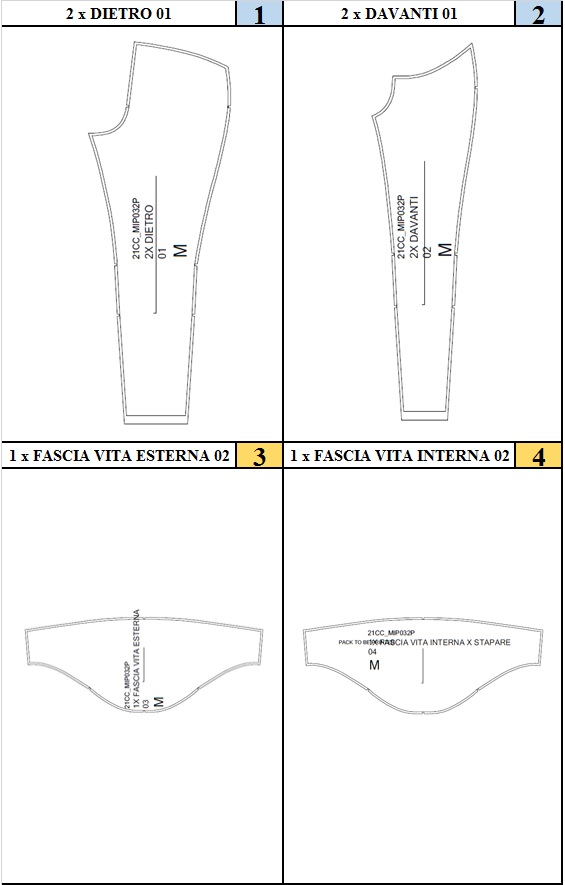 2 x DIETRO 01
1
2 x DAVANTI 01
2
21CC_MIP032P
2X DIETRO
01
M
21CC_MIP032P
2X DAVANTI
02
M
1 x FASCIA VITA ESTERNA 02
3
1 x FASCIA VITA INTERNA 02
4
21CC_MIP032P
1X FASCIA VITA ESTERNA
03
M
21CC_MIP032P
PACK TO BE
FASCIA VITA INTERNA X STAPARE
04
M